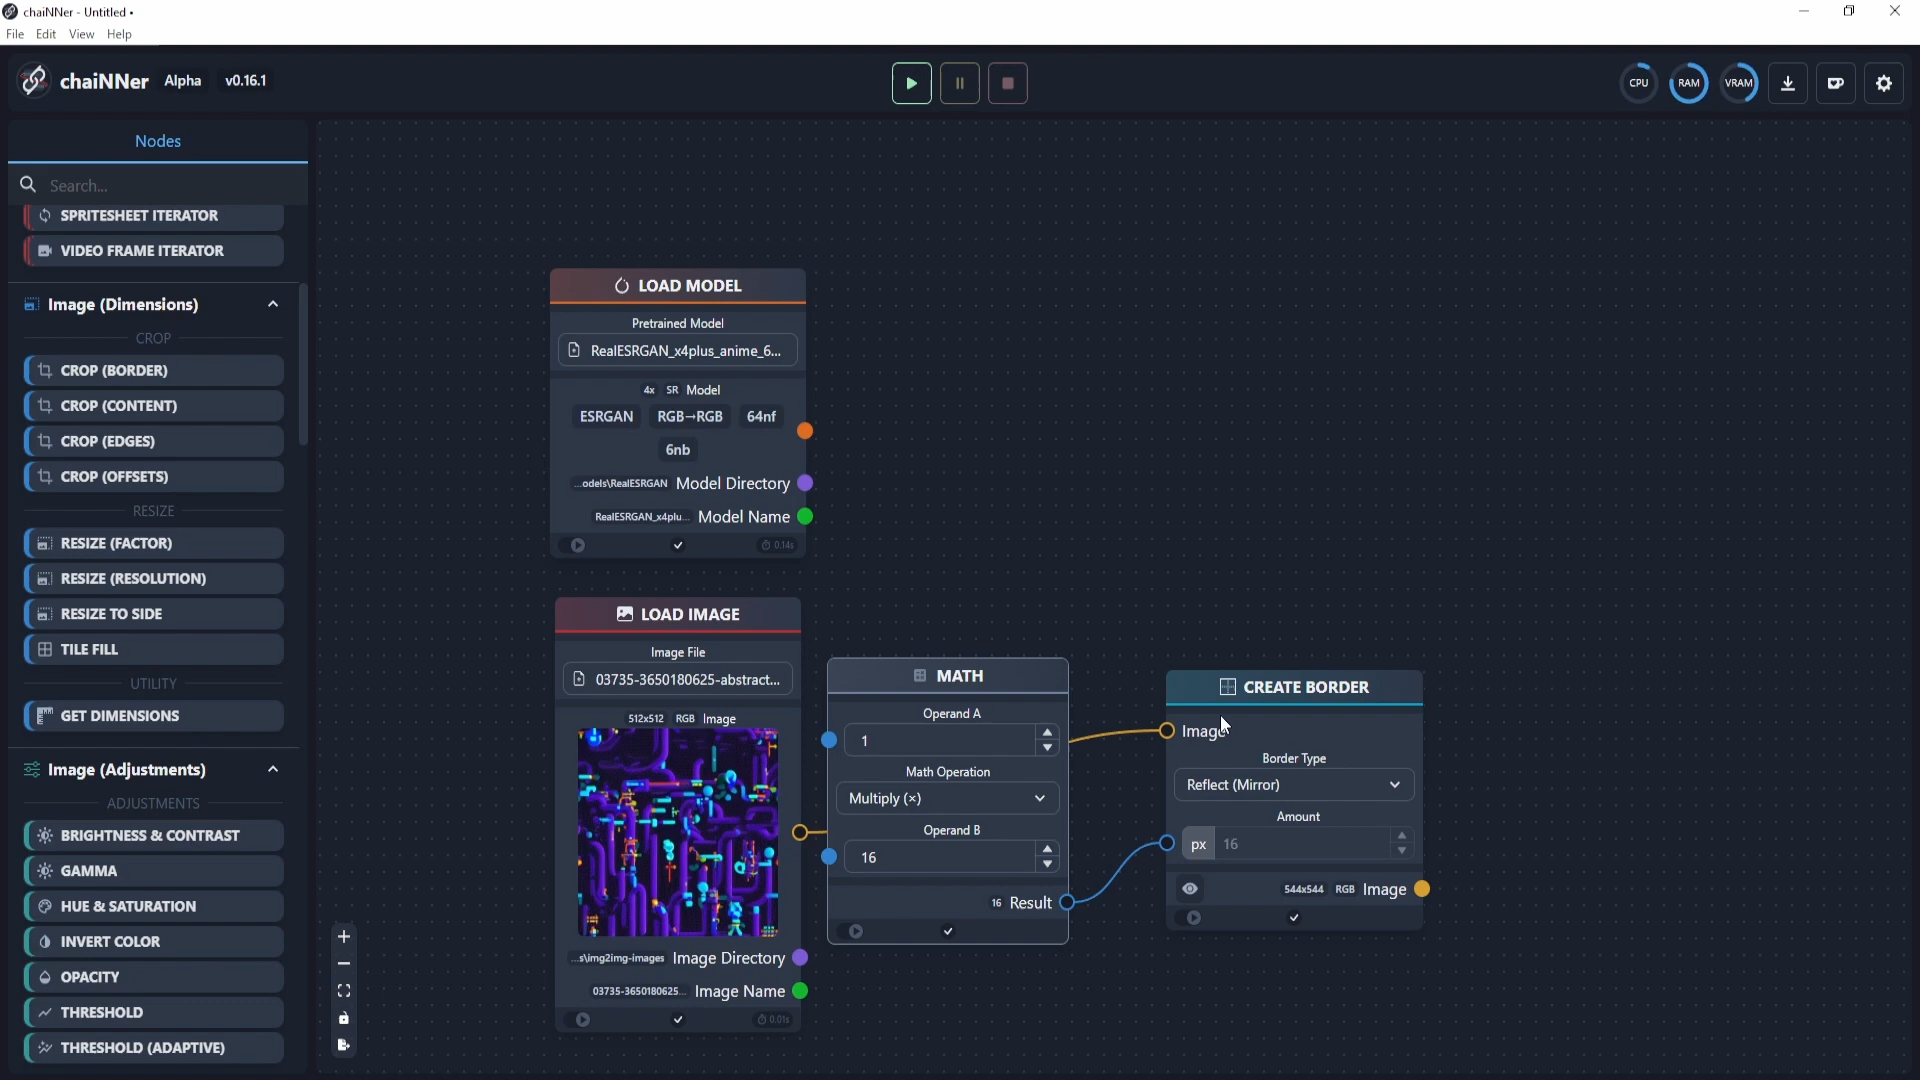 chaiNNer - Untitled •
File Edit View Help
chaiNNer Alpha v0.16.1
CPU RAM VRAM
Nodes
Search...
SPRITESHEET ITERATOR
VIDEO FRAME ITERATOR
Image (Dimensions)
CROP
CROP (BORDER)
CROP (CONTENT)
CROP (EDGES)
CROP (OFFSETS)
RESIZE
RESIZE (FACTOR)
RESIZE (RESOLUTION)
RESIZE TO SIDE
TILE FILL
UTILITY
GET DIMENSIONS
Image (Adjustments)
ADJUSTMENTS
BRIGHTNESS & CONTRAST
GAMMA
HUE & SATURATION
INVERT COLOR
OPACITY
THRESHOLD
THRESHOLD (ADAPTIVE)
LOAD MODEL
Pretrained Model
RealESRGAN_x4plus_anime_6...
4x SR Model
ESRGAN RGB→RGB 64nf
6nb
...odels\RealESRGAN Model Directory
RealESRGAN_x4plu... Model Name
0.14s
LOAD IMAGE
Image File
03735-3650180625-abstract...
512x512 RGB Image
...s\img2img-images Image Directory
03735-3650180625... Image Name
0.01s
MATH
Operand A
1
Math Operation
Multiply (×)
Operand B
16
16 Result
CREATE BORDER
Image
Border Type
Reflect (Mirror)
Amount
px 16
544x544 RGB Image